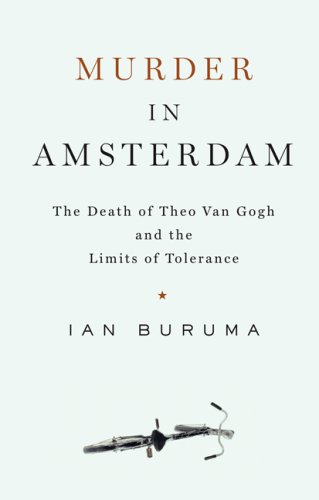 MURDER
IN
AMSTERDAM
The Death of Theo Van Gogh
and the
Limits of Tolerance
IAN BURUMA